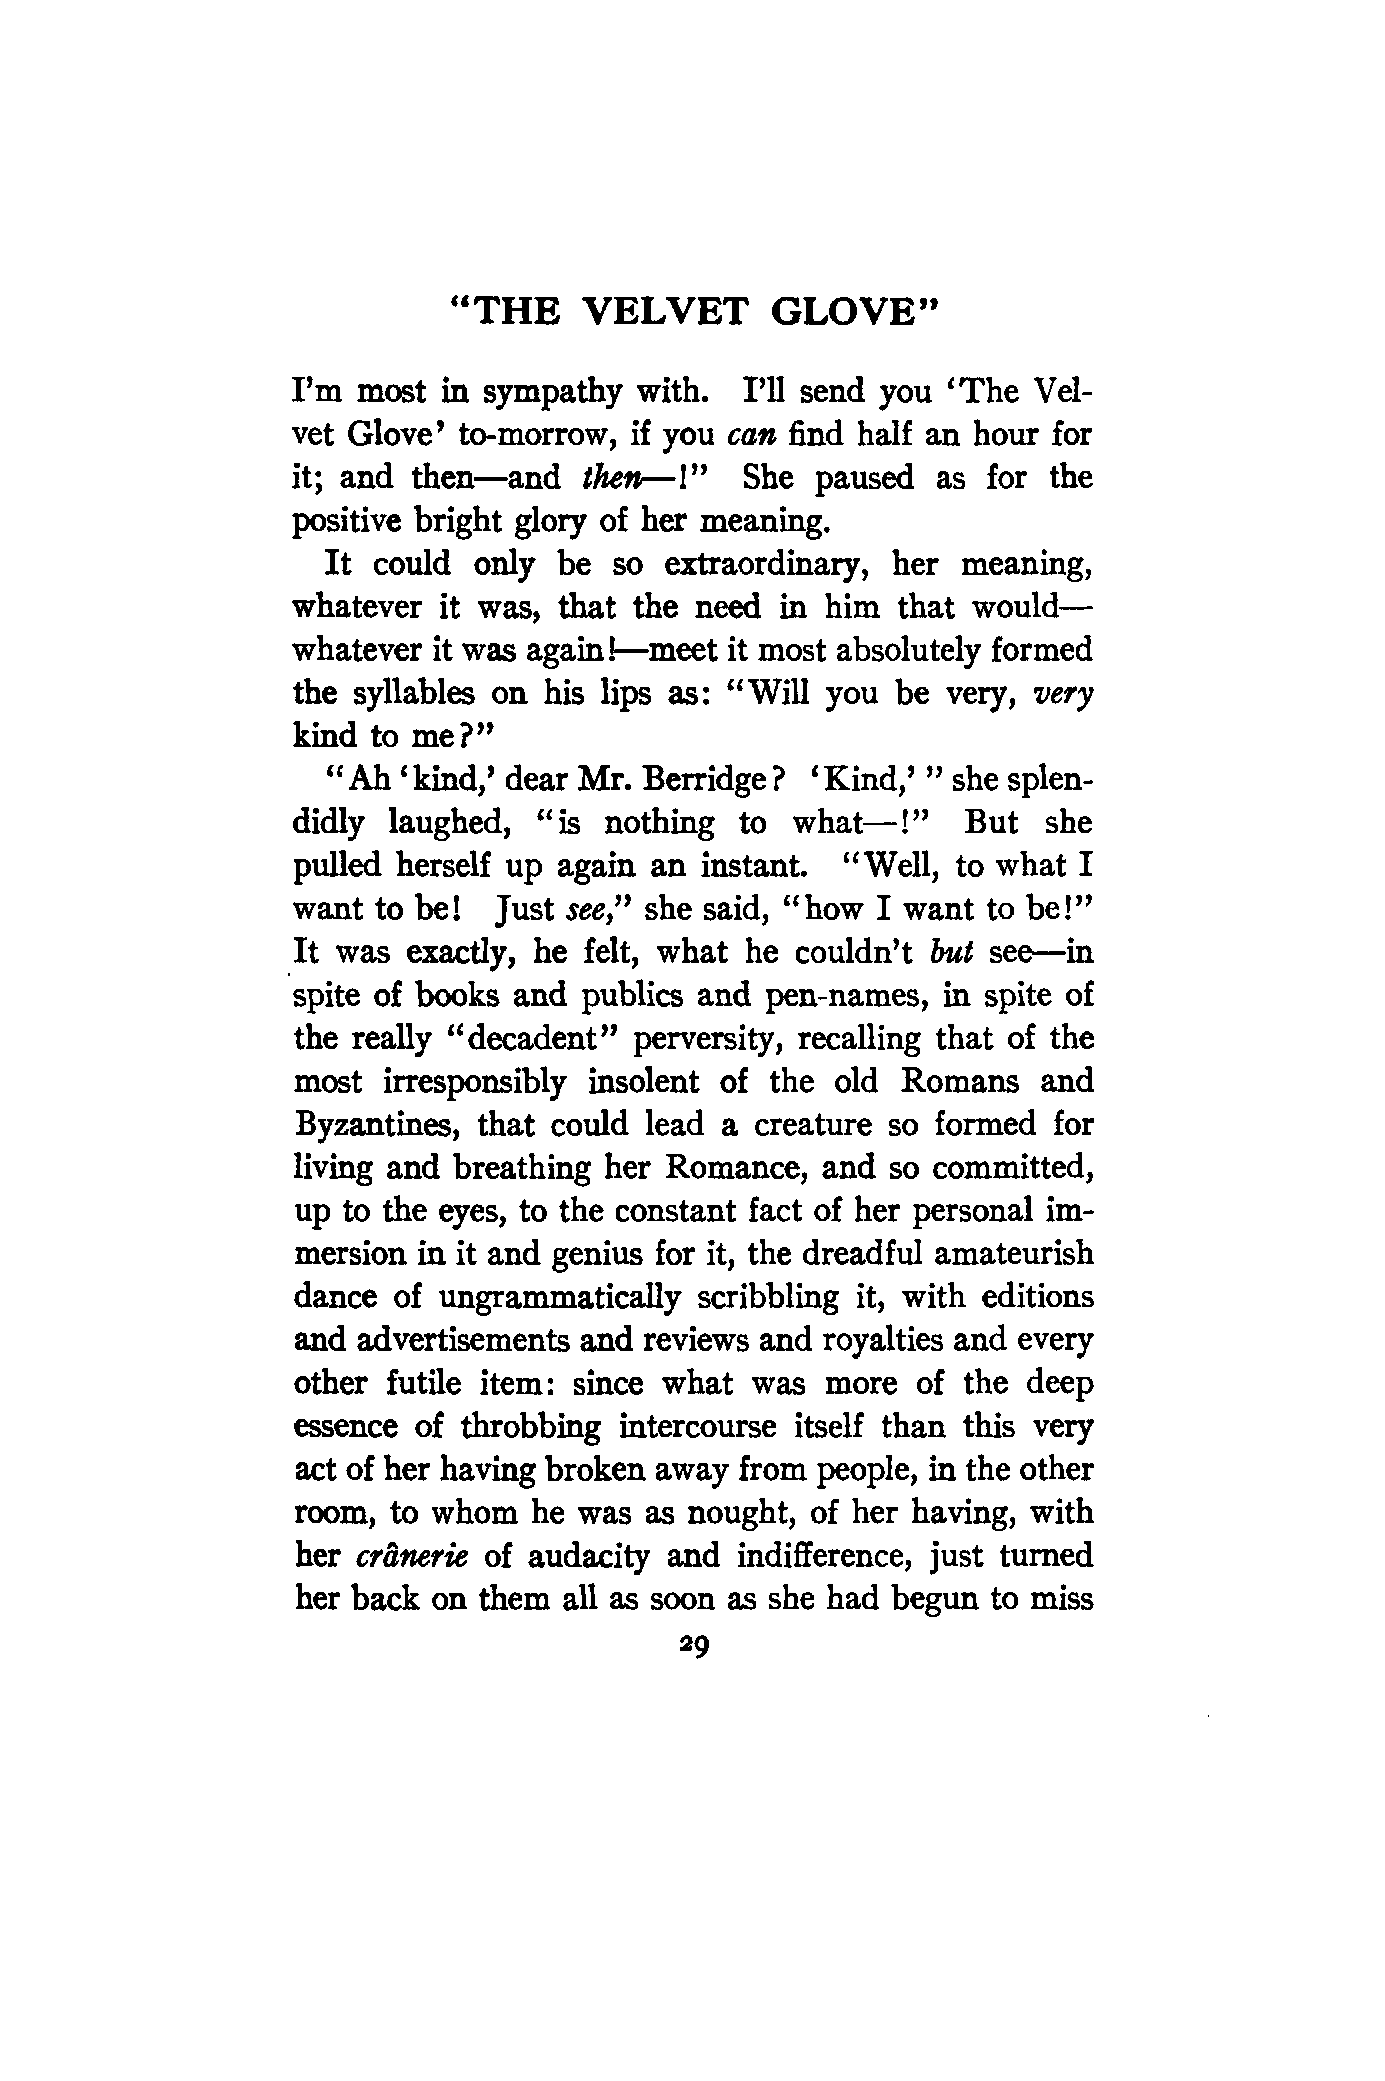 “THE VELVET GLOVE”
I’m most in sympathy with. I’ll send you ‘The Vel-
vet Glove’ to-morrow, if you can find half an hour for
it; and then—and then—!” She paused as for the
positive bright glory of her meaning.
It could only be so extraordinary, her meaning,
whatever it was, that the need in him that would—
whatever it was again!—meet it most absolutely formed
the syllables on his lips as: “Will you be very, very
kind to me?”
“Ah ‘kind,’ dear Mr. Berridge? ‘Kind,’ ” she splen-
didly laughed, “is nothing to what—!” But she
pulled herself up again an instant. “Well, to what I
want to be! Just see,” she said, “how I want to be!”
It was exactly, he felt, what he couldn’t but see—in
spite of books and publics and pen-names, in spite of
the really “decadent” perversity, recalling that of the
most irresponsibly insolent of the old Romans and
Byzantines, that could lead a creature so formed for
living and breathing her Romance, and so committed,
up to the eyes, to the constant fact of her personal im-
mersion in it and genius for it, the dreadful amateurish
dance of ungrammatically scribbling it, with editions
and advertisements and reviews and royalties and every
other futile item: since what was more of the deep
essence of throbbing intercourse itself than this very
act of her having broken away from people, in the other
room, to whom he was as nought, of her having, with
her crânerie of audacity and indifference, just turned
her back on them all as soon as she had begun to miss
29